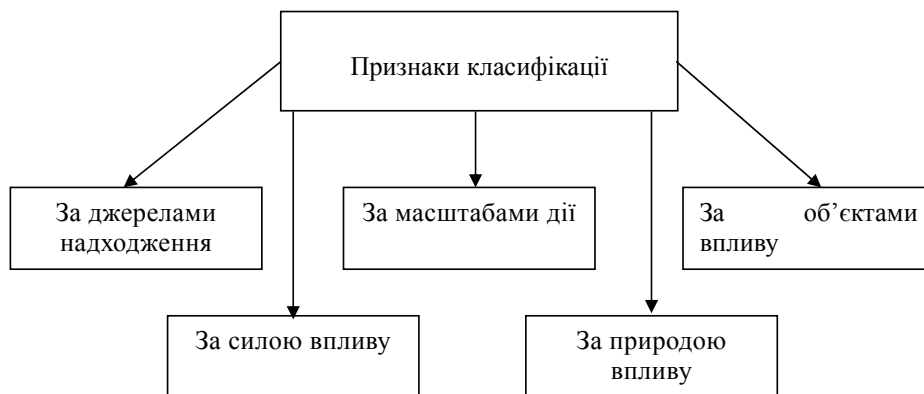 Признаки класифікації
За джерелами
надходження
За масштабами дії
За об’єктами
впливу
За силою впливу
За природою
впливу